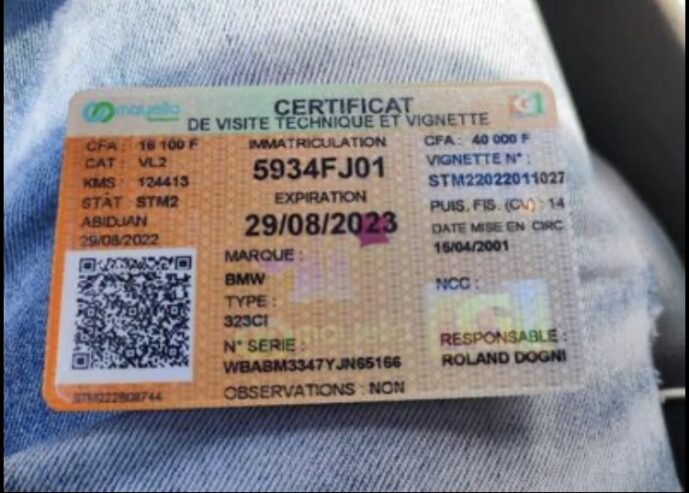 mayelia
CERTIFICAT
DE VISITE TECHNIQUE ET VIGNETTE
CFA : 16 100 F
CAT : VL2
KMS : 124413
STAT : STM2
ABIDJAN
29/08/2022
STM222808744
IMMATRICULATION
5934FJ01
EXPIRATION
29/08/2023
MARQUE :
BMW
TYPE :
323CI
N° SERIE :
WBABM3347YJN65166
OBSERVATIONS : NON
CFA : 40 000 F
VIGNETTE N° :
STM22022011027
PUIS. FIS. (CV) : 14
DATE MISE EN CIRC
15/04/2001
NCC :
RESPONSABLE :
ROLAND DOGNI